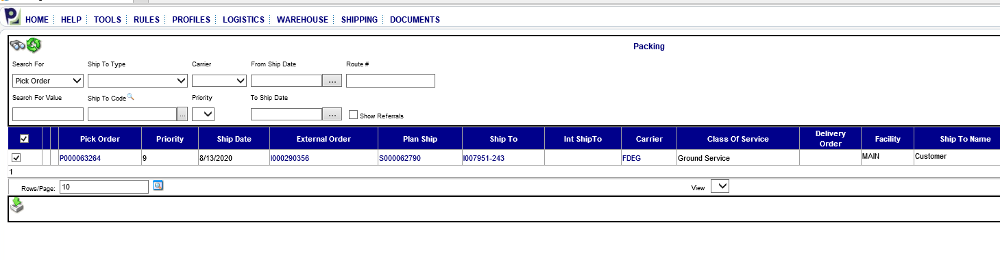 HOME HELP TOOLS RULES PROFILES LOGISTICS WAREHOUSE SHIPPING DOCUMENTS
Packing
Search For Ship To Type Carrier From Ship Date Route #
Pick Order ...
Search For Value Ship To Code Priority To Ship Date
... ... Show Referrals
Pick Order Priority Ship Date External Order Plan Ship Ship To Int ShipTo Carrier Class Of Service Delivery Order Facility Ship To Name
P000063264 9 8/13/2020 I000290356 S000062790 I007951-243 FDEG Ground Service MAIN Customer
1
Rows/Page: 10 View